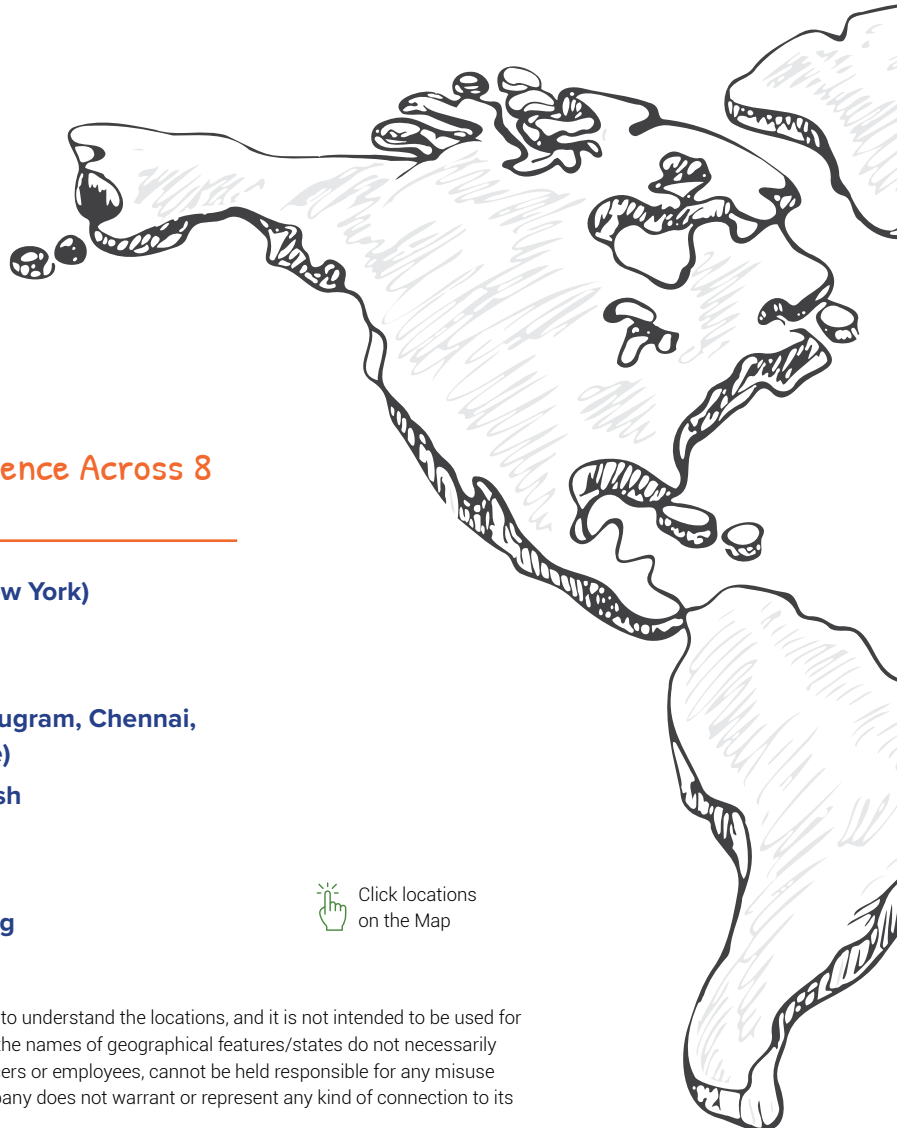 ence Across 8
w York)
ugram, Chennai,
e)
sh
g
Click locations
on the Map
to understand the locations, and it is not intended to be used for
the names of geographical features/states do not necessarily
ers or employees, cannot be held responsible for any misuse
pany does not warrant or represent any kind of connection to its